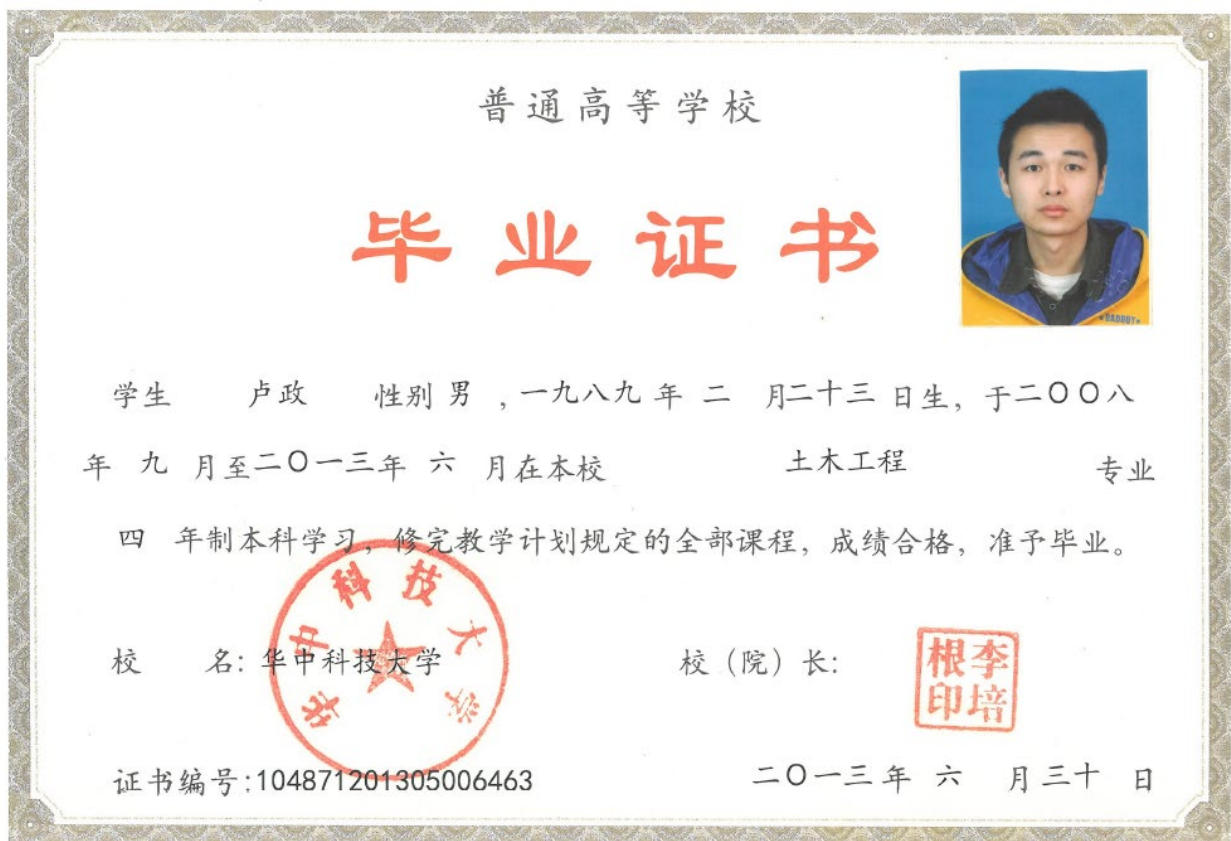 普通高等学校
毕业证书
★BADBOY★
学生 卢政 性别 男 ,一九八九 年 二 月二十三 日生, 于二〇〇八
年 九 月至二〇一三年 六 月在本校 土木工程 专业
四 年制本科学习, 修完教学计划规定的全部课程, 成绩合格, 准予毕业。
华中科技大学
校 名: 华中科技大学 校 (院) 长:
李培根印
证书编号:104871201305006463 二〇一三 年 六 月 三十 日